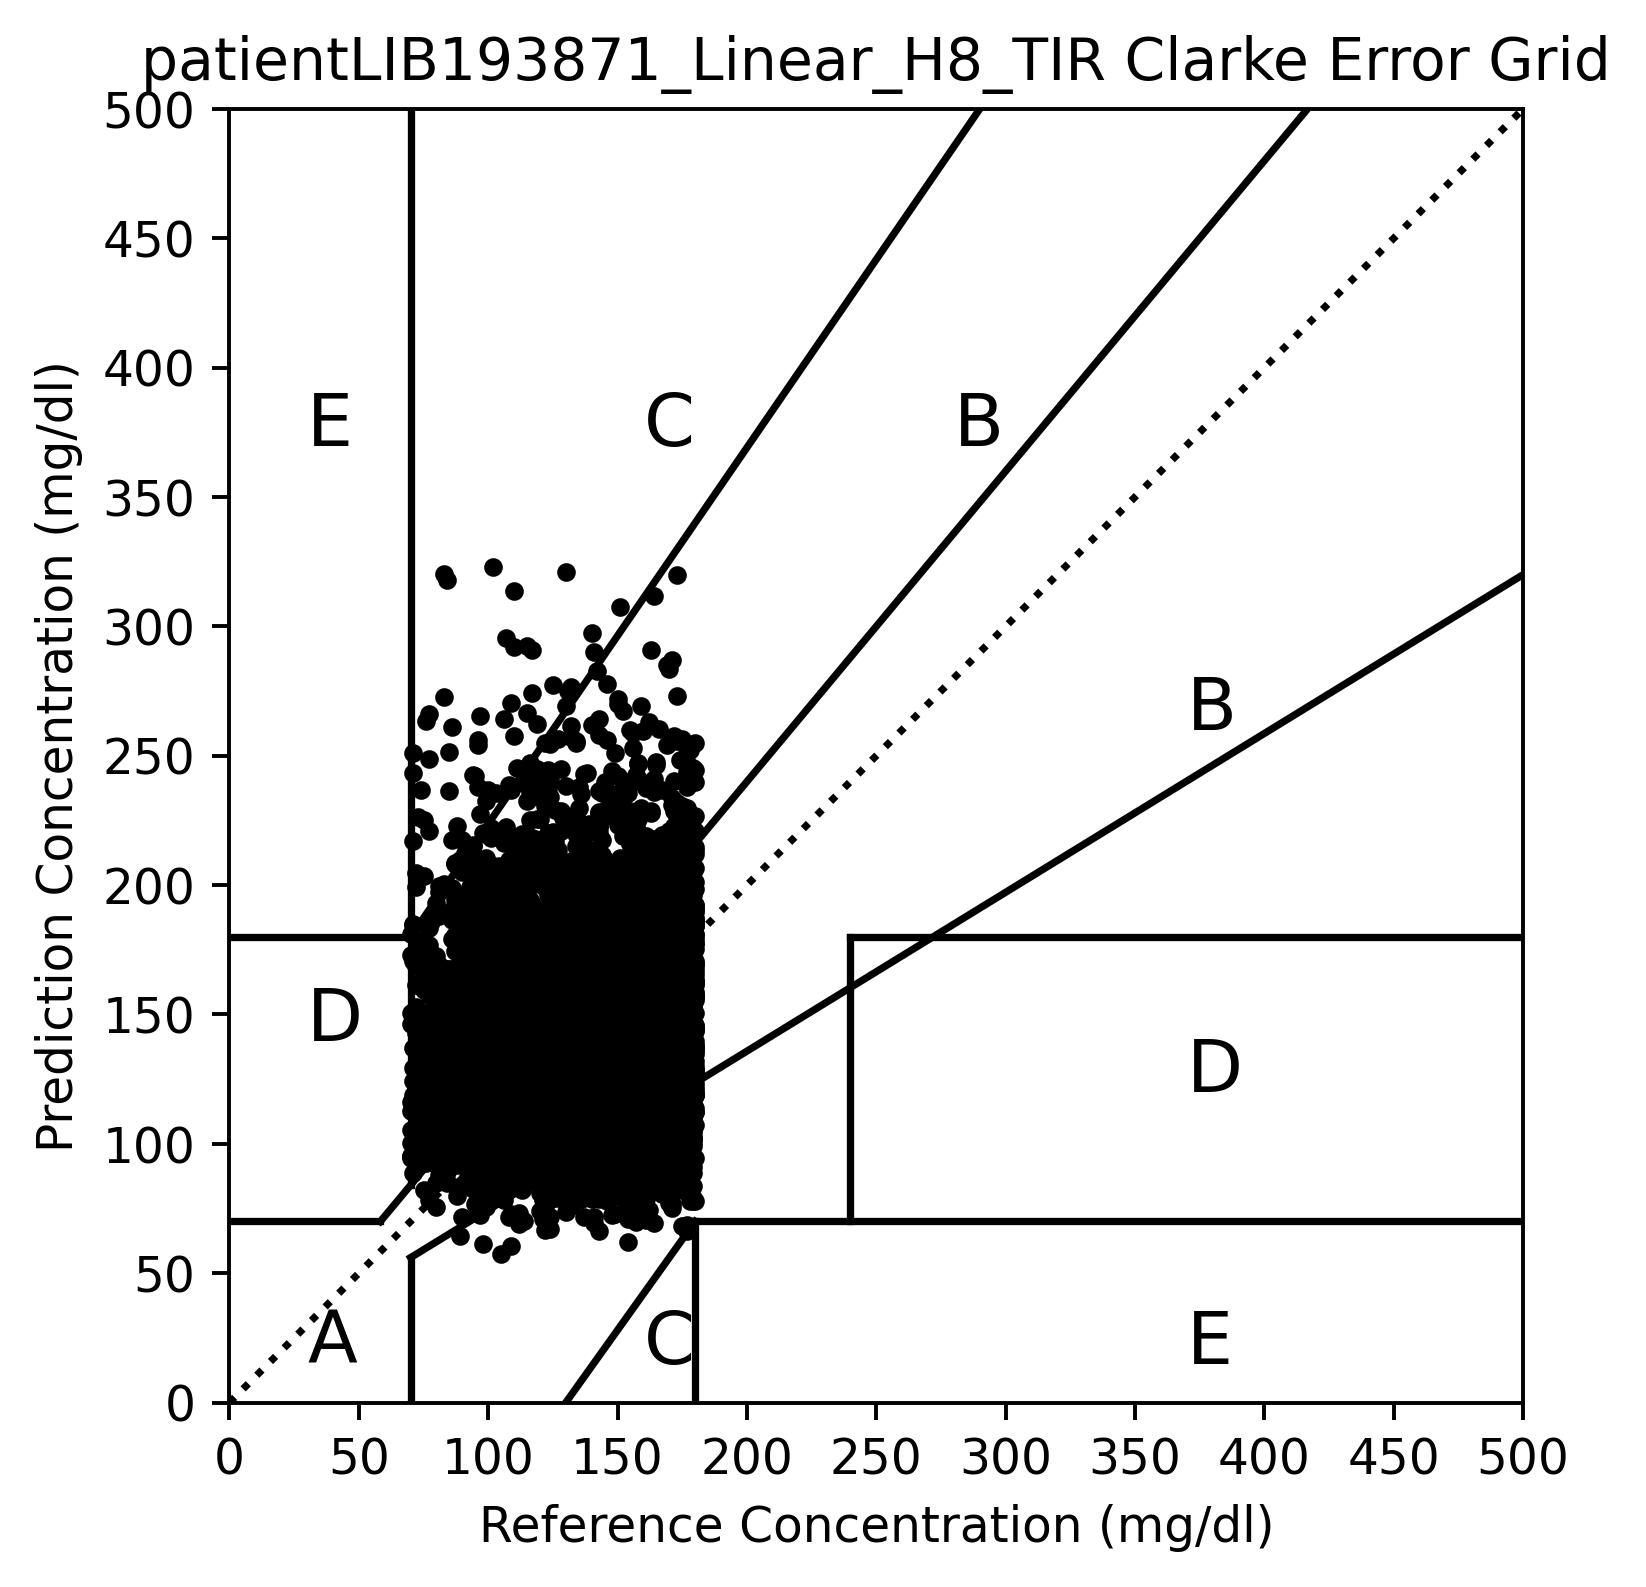 patientLIB193871_Linear_H8_TIR Clarke Error Grid
500
450
400
350
300
250
200
150
100
50
0
Prediction Concentration (mg/dl)
E
C
B
B
D
D
A
C
E
0 50 100 150 200 250 300 350 400 450 500
Reference Concentration (mg/dl)